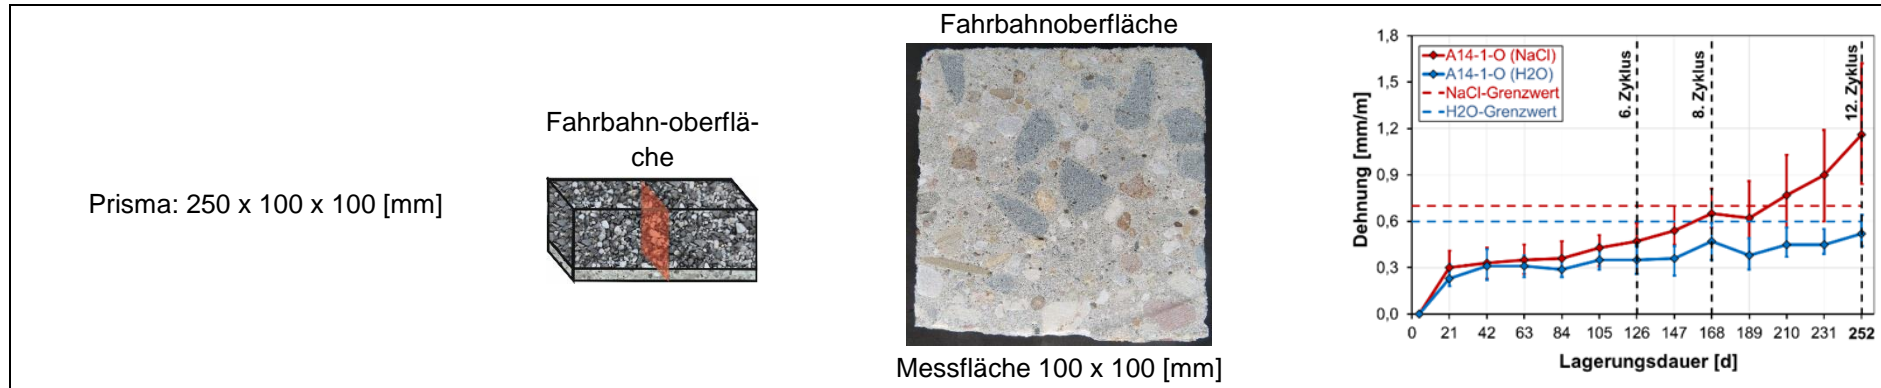 Prisma: 250 x 100 x 100 [mm]
Fahrbahn-oberflä-
che
Fahrbahnoberfläche
Messfläche 100 x 100 [mm]
Dehnung [mm/m]
1,8
1,5
1,2
0,9
0,6
0,3
0,0
A14-1-O (NaCl)
A14-1-O (H2O)
NaCl-Grenzwert
H2O-Grenzwert
6. Zyklus
8. Zyklus
12. Zyklus
0 21 42 63 84 105 126 147 168 189 210 231 252
Lagerungsdauer [d]